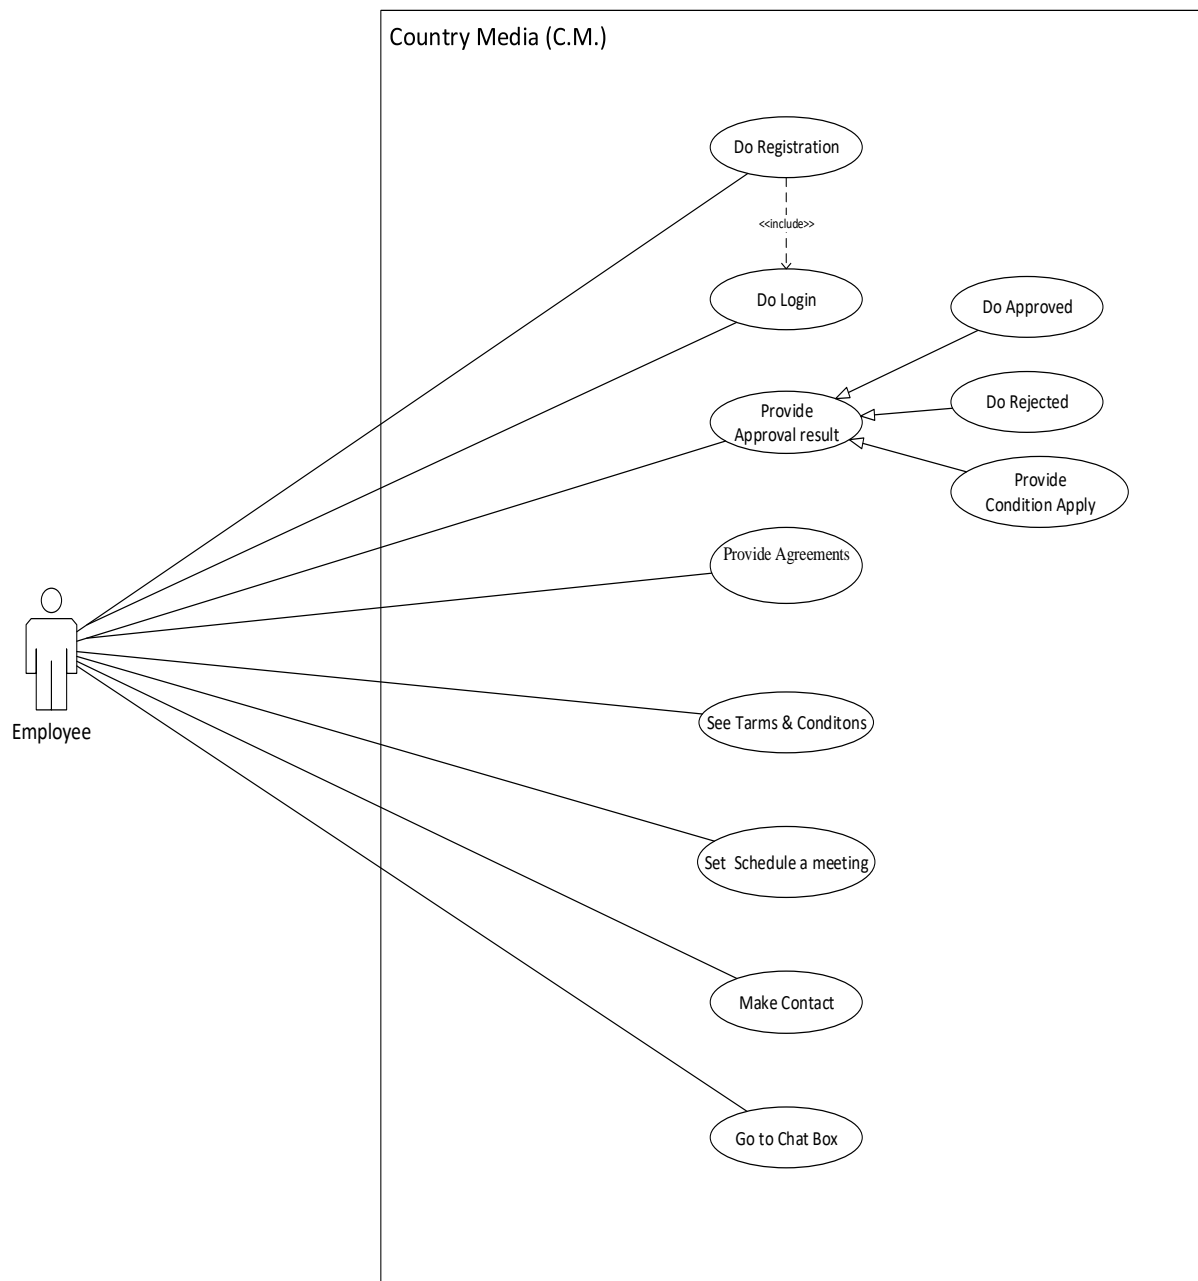 Country Media (C.M.)
Do Registration
<<include>>
Do Login
Do Approved
Provide
Approval result
Do Rejected
Provide
Condition Apply
Provide Agreements
Employee
See Tarms & Conditons
Set  Schedule a meeting
Make Contact
Go to Chat Box